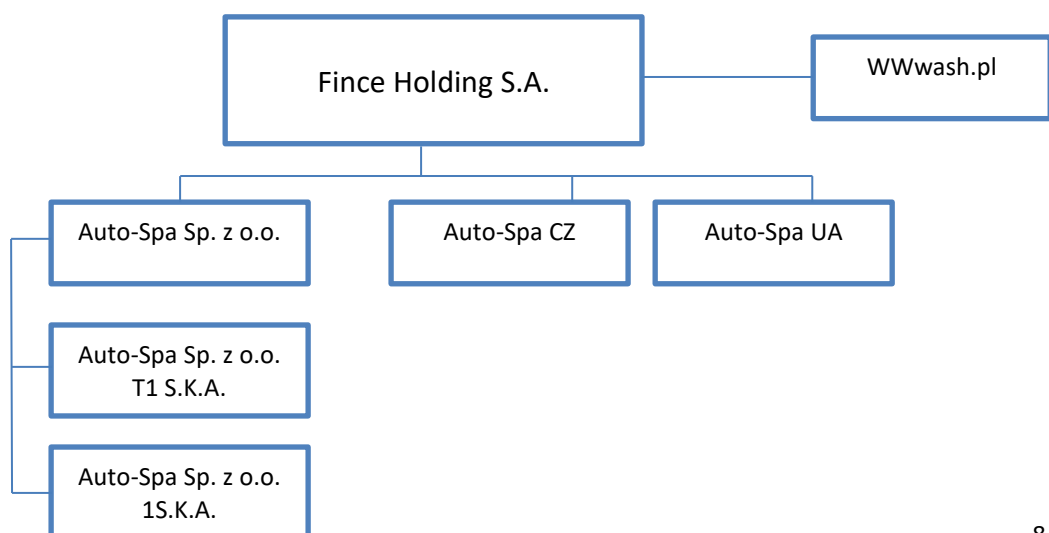 Fince Holding S.A.
WWwash.pl
Auto-Spa Sp. z o.o.
Auto-Spa CZ
Auto-Spa UA
Auto-Spa Sp. z o.o.
T1 S.K.A.
Auto-Spa Sp. z o.o.
1S.K.A.
8